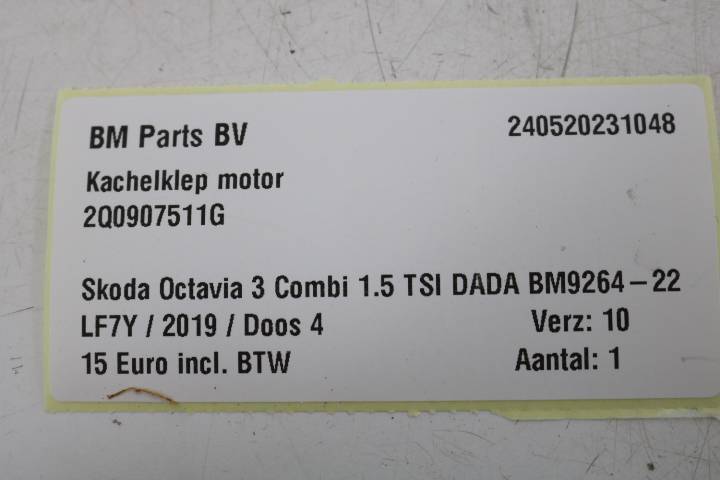 BM Parts BV 240520231048
Kachelklep motor
2Q0907511G
Skoda Octavia 3 Combi 1.5 TSI DADA BM9264-22
LF7Y / 2019 / Doos 4 Verz: 10
15 Euro incl. BTW Aantal: 1